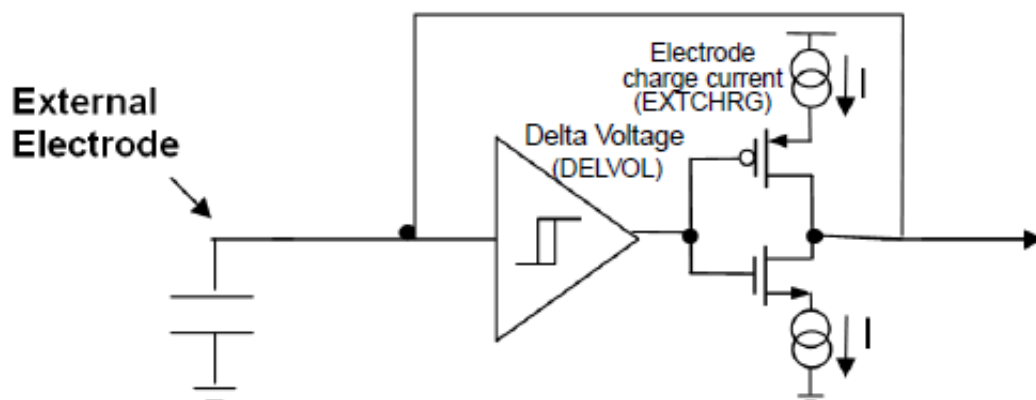 External
Electrode
Electrode
charge current
(EXTCHRG)
I
Delta Voltage
(DELVOL)
I